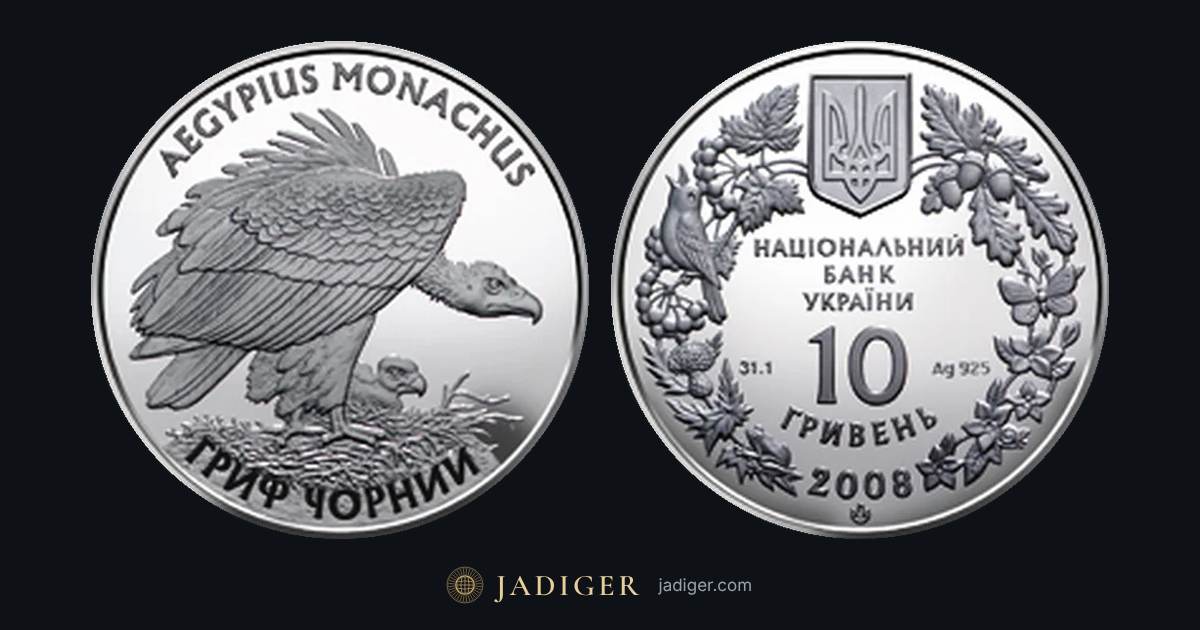 AEGYPIUS MONACHUS
ГРИФ ЧОРНИЙ
НАЦІОНАЛЬНИЙ
БАНК
УКРАЇНИ
31.1
10
Ag 925
ГРИВЕНЬ
2008
JADIGER
jadiger.com